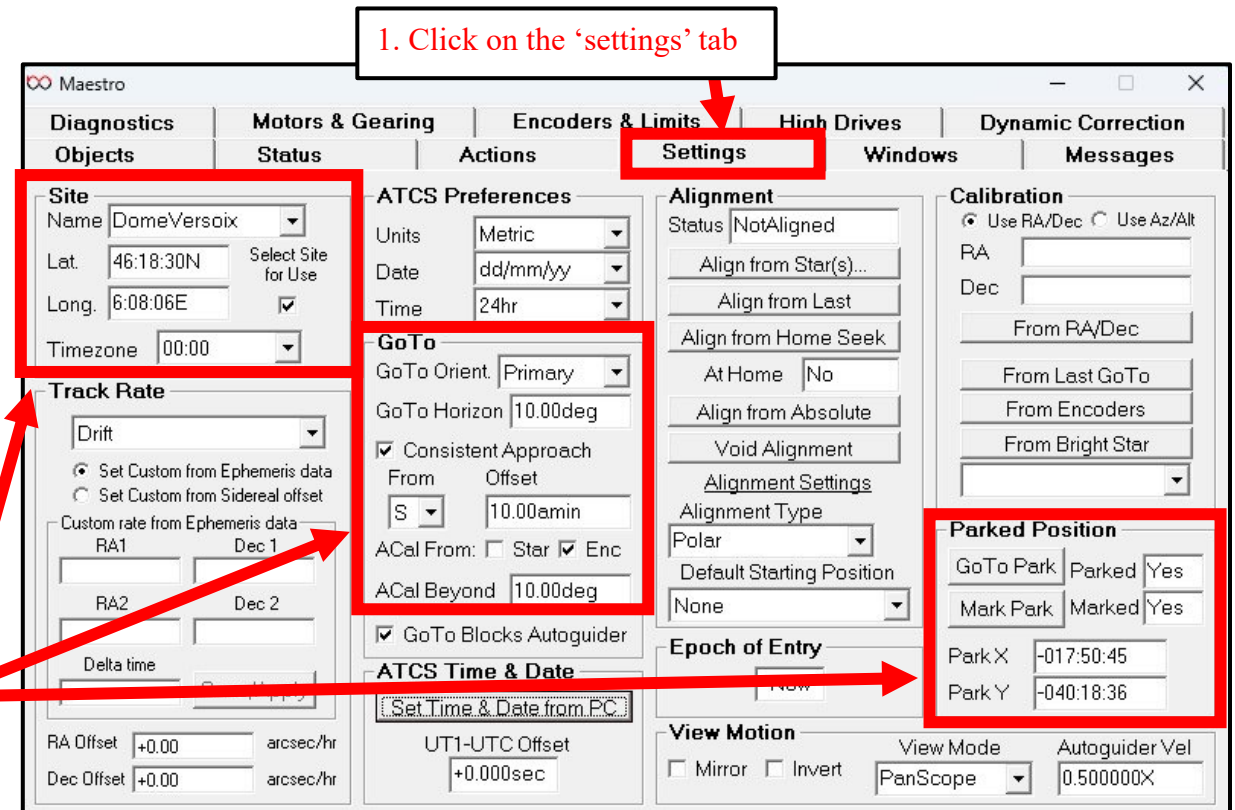 1. Click on the ‘settings’ tab
Maestro
Diagnostics Motors & Gearing Encoders & Limits High Drives Dynamic Correction
Objects Status Actions Settings Windows Messages
Site
Name DomeVersoix
Lat. 46:18:30N Select Site
for Use
Long. 6:08:06E
Timezone 00:00
Track Rate
Drift
Set Custom from Ephemeris data
Set Custom from Sidereal offset
Custom rate from Ephemeris data
RA1 Dec 1
RA2 Dec 2
Delta time
RA Offset +0.00 arcsec/hr
Dec Offset +0.00 arcsec/hr
ATCS Preferences
Units Metric
Date dd/mm/yy
Time 24hr
GoTo
GoTo Orient. Primary
GoTo Horizon 10.00deg
Consistent Approach
From Offset
S 10.00amin
ACal From: Star Enc
ACal Beyond 10.00deg
GoTo Blocks Autoguider
ATCS Time & Date
Set Time & Date from PC
UT1-UTC Offset
+0.000sec
Alignment
Status NotAligned
Align from Star(s)...
Align from Last
Align from Home Seek
At Home No
Align from Absolute
Void Alignment
Alignment Settings
Alignment Type
Polar
Default Starting Position
None
Epoch of Entry
Now
View Motion
Mirror Invert
View Mode
PanScope
Autoguider Vel
0.500000X
Calibration
Use RA/Dec Use Az/Alt
RA
Dec
From RA/Dec
From Last GoTo
From Encoders
From Bright Star
Parked Position
GoTo Park Parked Yes
Mark Park Marked Yes
Park X -017:50:45
Park Y -040:18:36